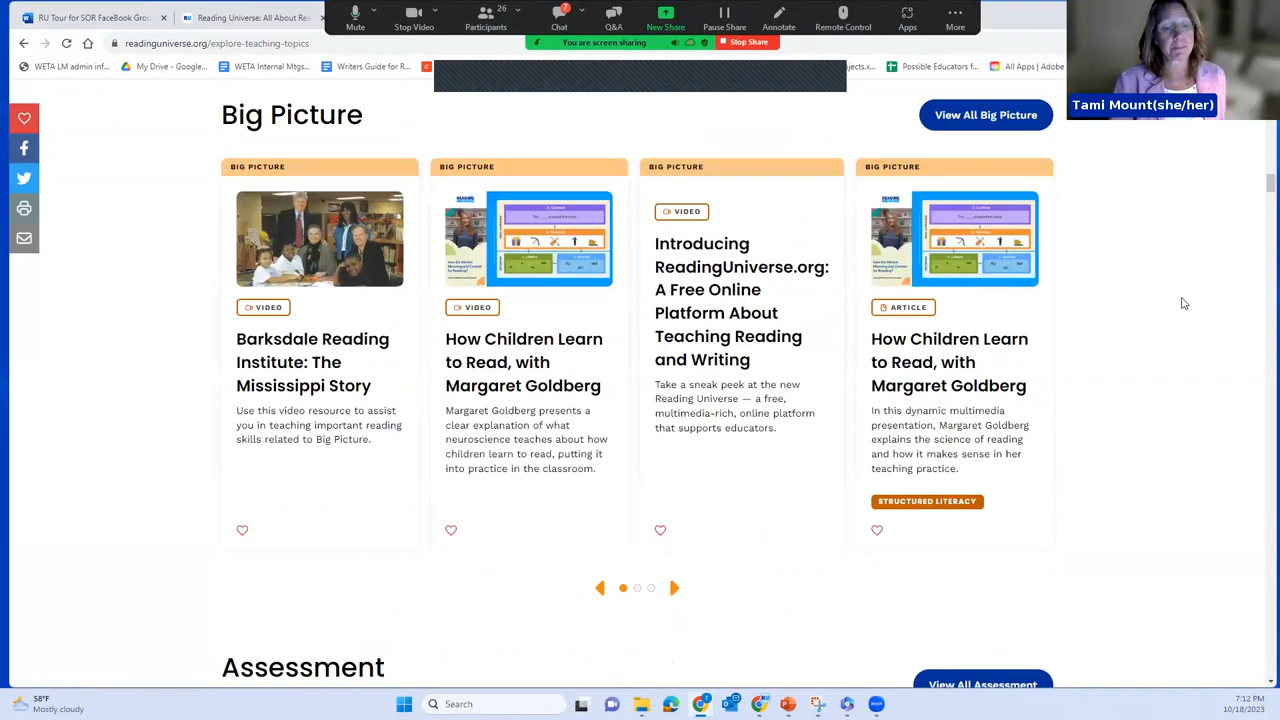 RU Tour for SOR FaceBook Grou
Reading Universe: All About Rea
Mute
Stop Video
26
Participants
7
Chat
Q&A
New Share
Pause Share
Annotate
Remote Control
Apps
More
You are screen sharing
Stop Share
readinguniverse.org/explore-teaching-topics
WETA LM admin inf...
My Drive - Google...
WETA Internal Mtgs...
Writers Guide for R...
ojects.x...
Possible Educators f...
All Apps | Adobe
Tami Mount(she/her)
Big Picture
View All Big Picture
BIG PICTURE
VIDEO
Barksdale Reading
Institute: The
Mississippi Story
Use this video resource to assist
you in teaching important reading
skills related to Big Picture.
BIG PICTURE
VIDEO
How Children Learn
to Read, with
Margaret Goldberg
Margaret Goldberg presents a
clear explanation of what
neuroscience teaches about how
children learn to read, putting it
into practice in the classroom.
BIG PICTURE
VIDEO
Introducing
ReadingUniverse.org:
A Free Online
Platform About
Teaching Reading
and Writing
Take a sneak peek at the new
Reading Universe — a free,
multimedia-rich, online platform
that supports educators.
BIG PICTURE
ARTICLE
How Children Learn
to Read, with
Margaret Goldberg
In this dynamic multimedia
presentation, Margaret Goldberg
explains the science of reading
and how it makes sense in her
teaching practice.
STRUCTURED LITERACY
Assessment
View All Assessment
58°F
Mostly cloudy
Search
7:12 PM
10/18/2023